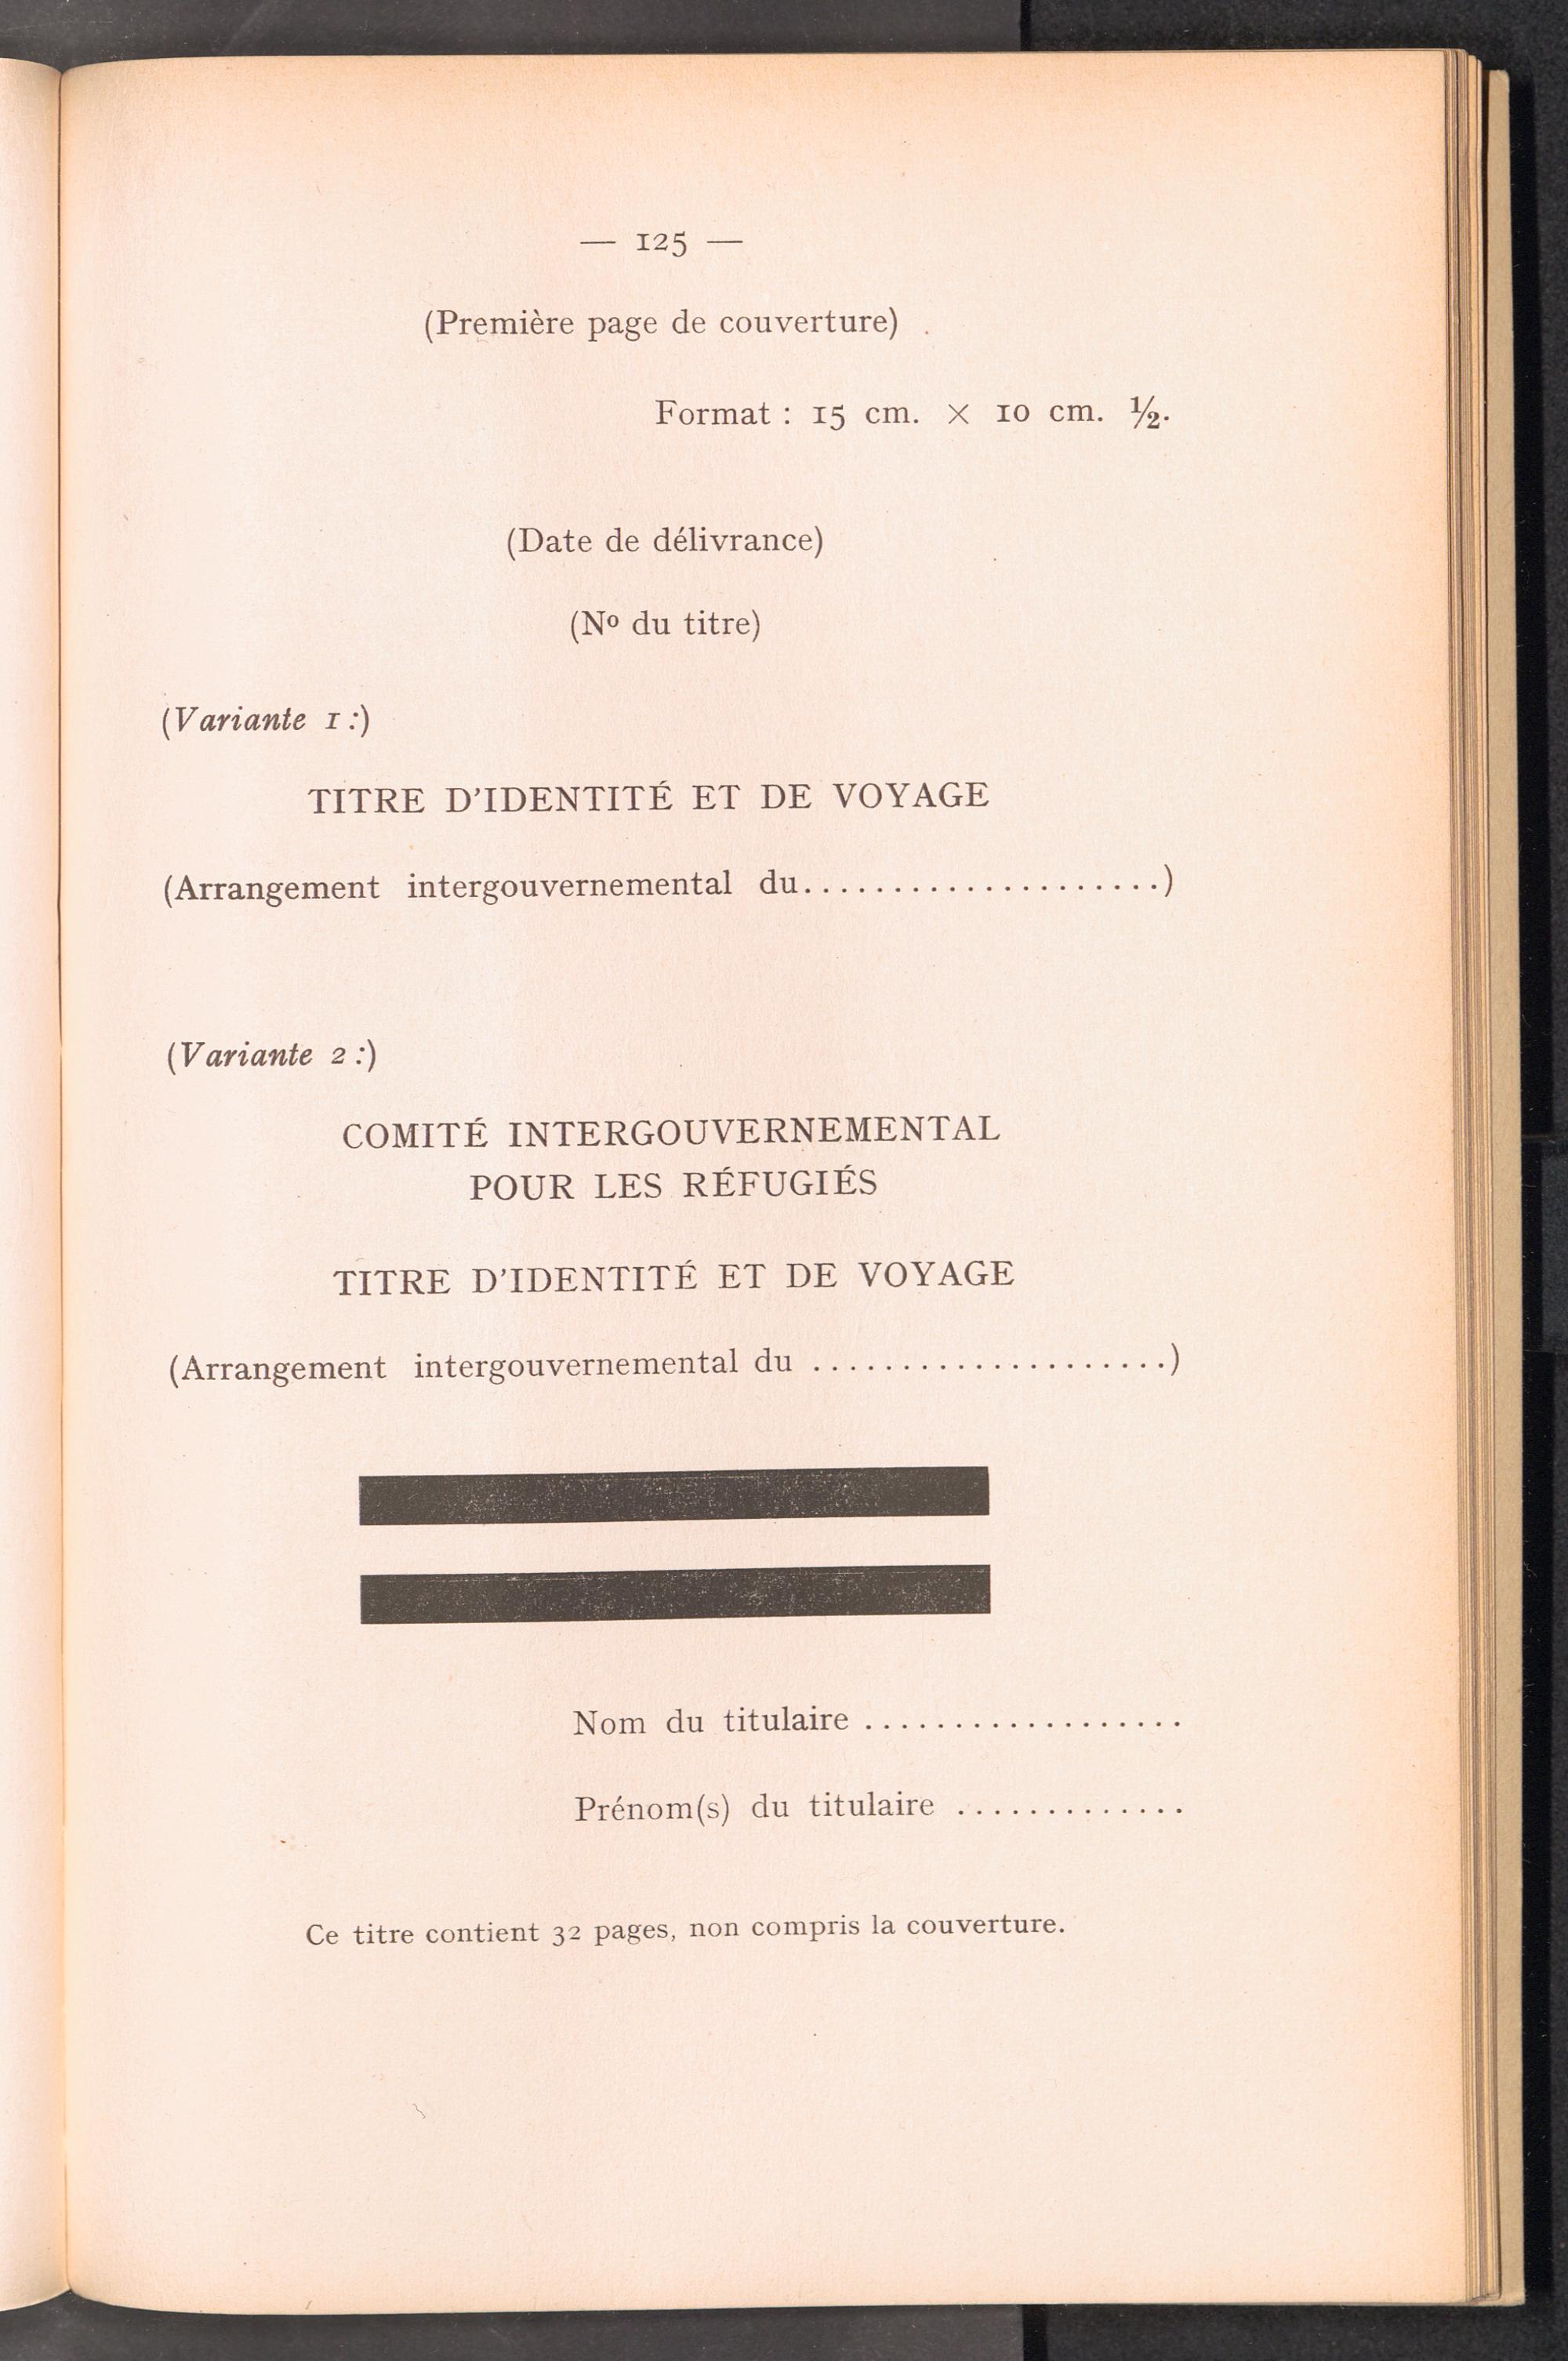 — 125 —
(Première page de couverture)
Format : 15 cm. × 10 cm. ½.
(Date de délivrance)
(Nº du titre)
(Variante 1 :)
TITRE D'IDENTITÉ ET DE VOYAGE
(Arrangement intergouvernemental du....................)
(Variante 2 :)
COMITÉ INTERGOUVERNEMENTAL
POUR LES RÉFUGIÉS
TITRE D'IDENTITÉ ET DE VOYAGE
(Arrangement intergouvernemental du ....................)
Nom du titulaire ..................
Prénom(s) du titulaire .............
Ce titre contient 32 pages, non compris la couverture.